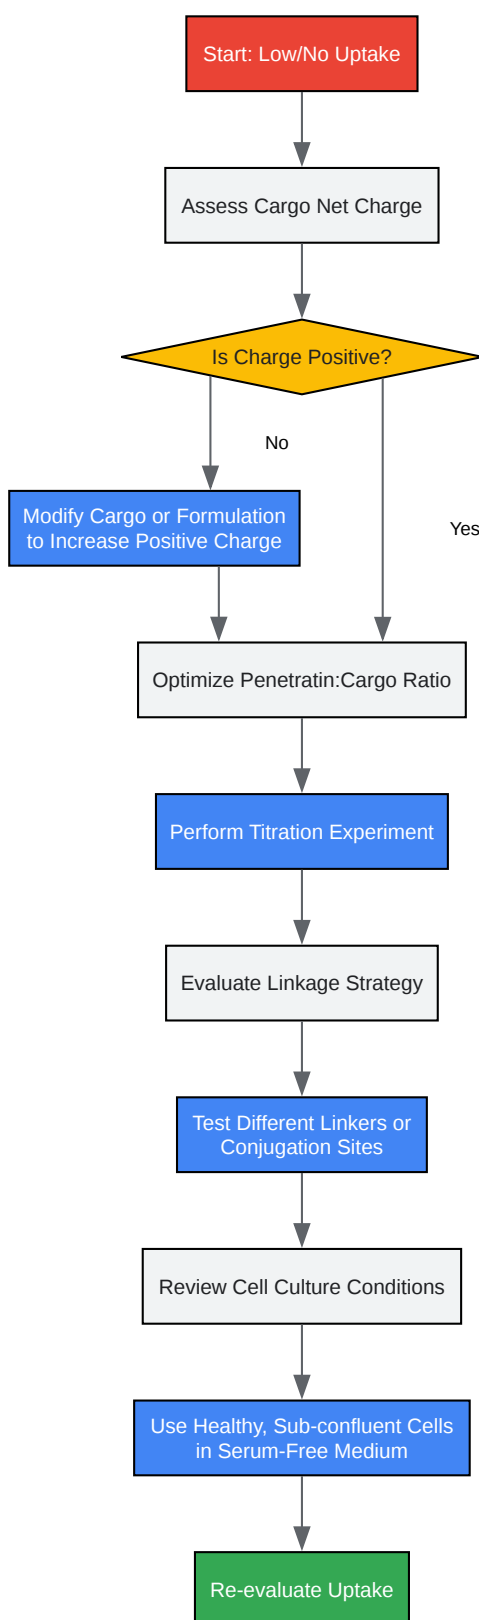 Start: Low/No Uptake
Assess Cargo Net Charge
Is Charge Positive?
No
Modify Cargo or Formulation
to Increase Positive Charge
Yes
Optimize Penetratin:Cargo Ratio
Perform Titration Experiment
Evaluate Linkage Strategy
Test Different Linkers or
Conjugation Sites
Review Cell Culture Conditions
Use Healthy, Sub-confluent Cells
in Serum-Free Medium
Re-evaluate Uptake